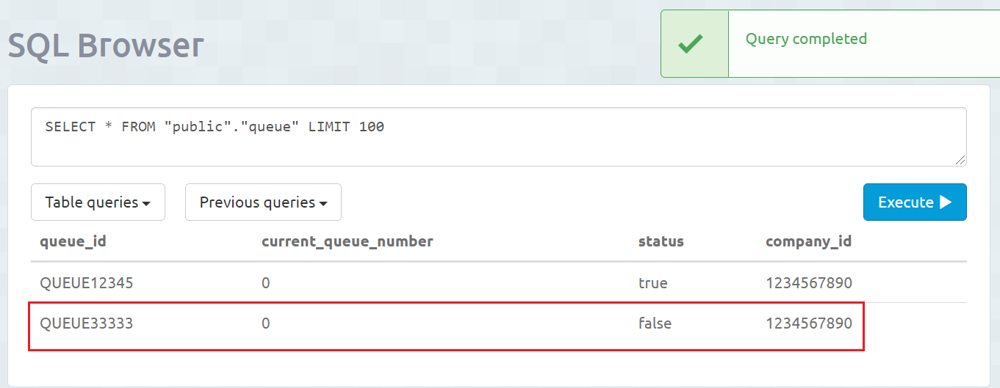 SQL Browser
Query completed
SELECT * FROM "public"."queue" LIMIT 100
Table queries
Previous queries
Execute
queue_id current_queue_number status company_id
QUEUE12345 0 true 1234567890
QUEUE33333 0 false 1234567890